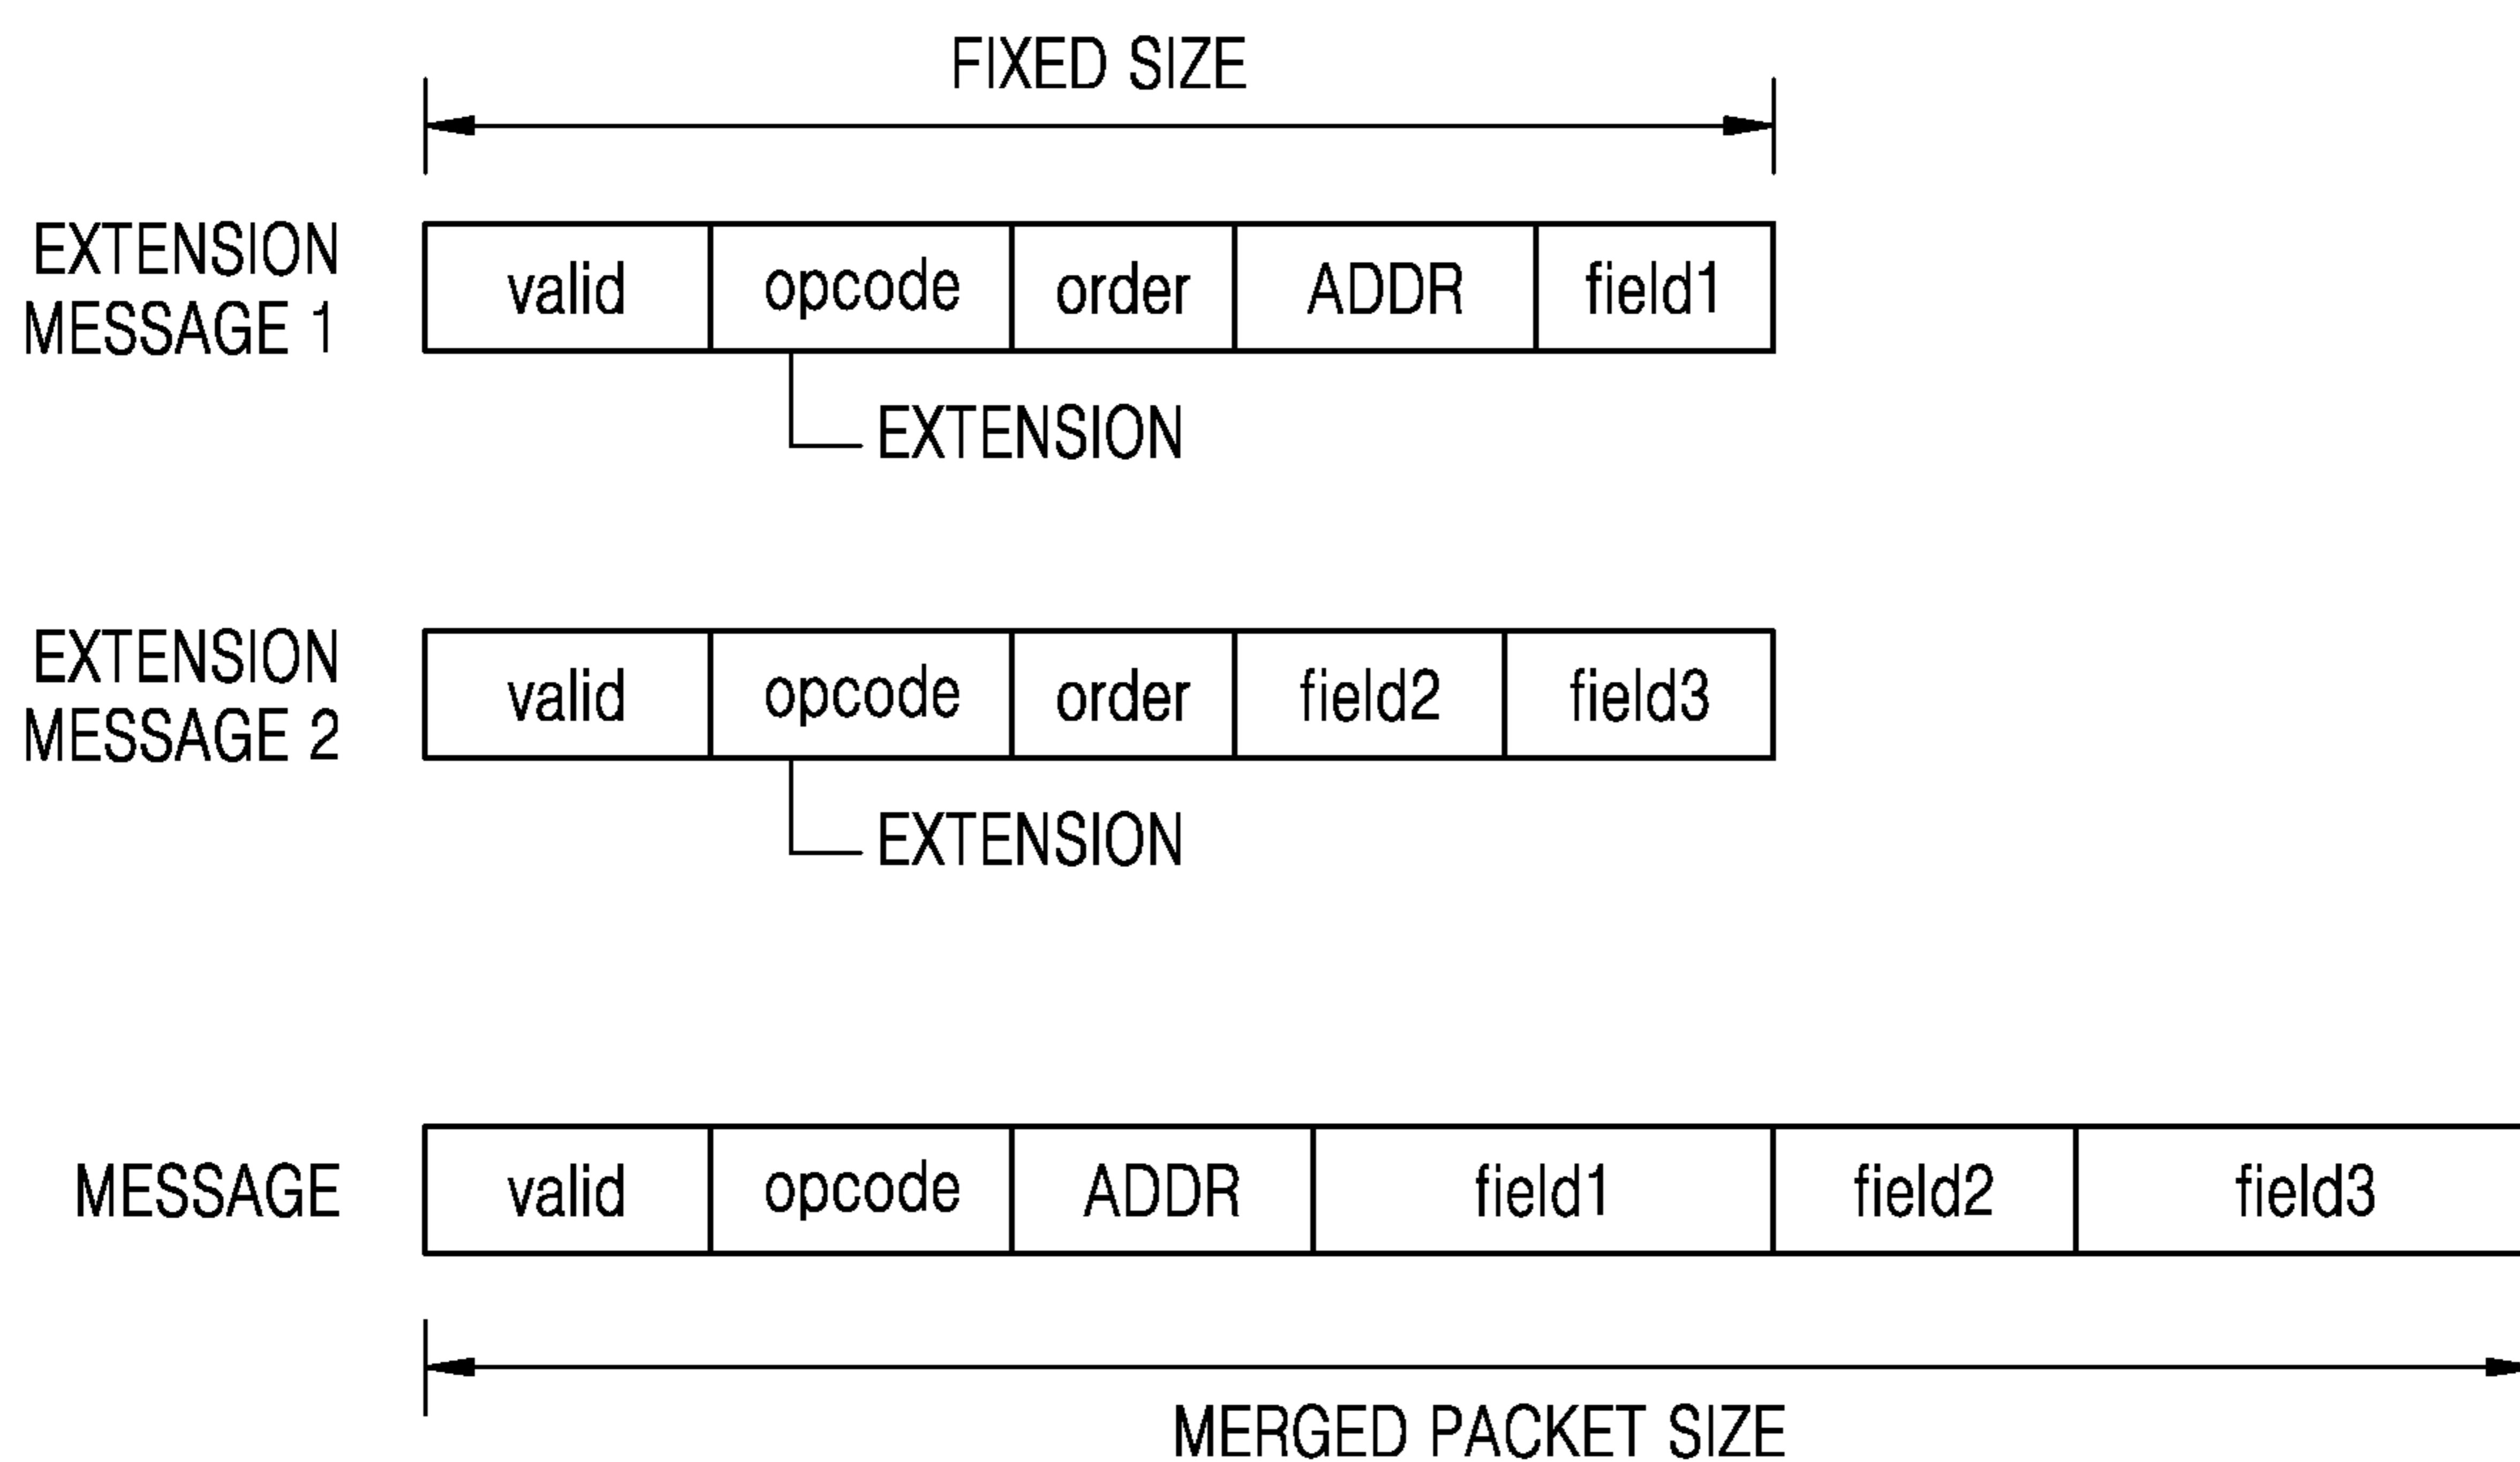 FIXED SIZE
EXTENSION
MESSAGE 1
valid opcode order ADDR field1
EXTENSION
EXTENSION
MESSAGE 2
valid opcode order field2 field3
EXTENSION
MESSAGE
valid opcode ADDR field1 field2 field3
MERGED PACKET SIZE